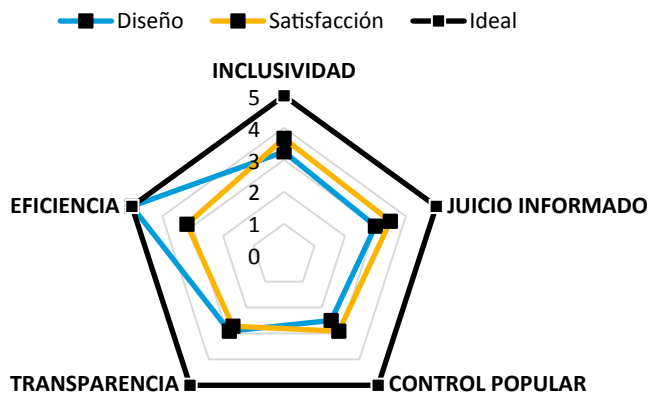 Diseño Satisfacción Ideal
INCLUSIVIDAD
5
4
3
2
1
0
EFICIENCIA
JUICIO INFORMADO
TRANSPARENCIA
CONTROL POPULAR